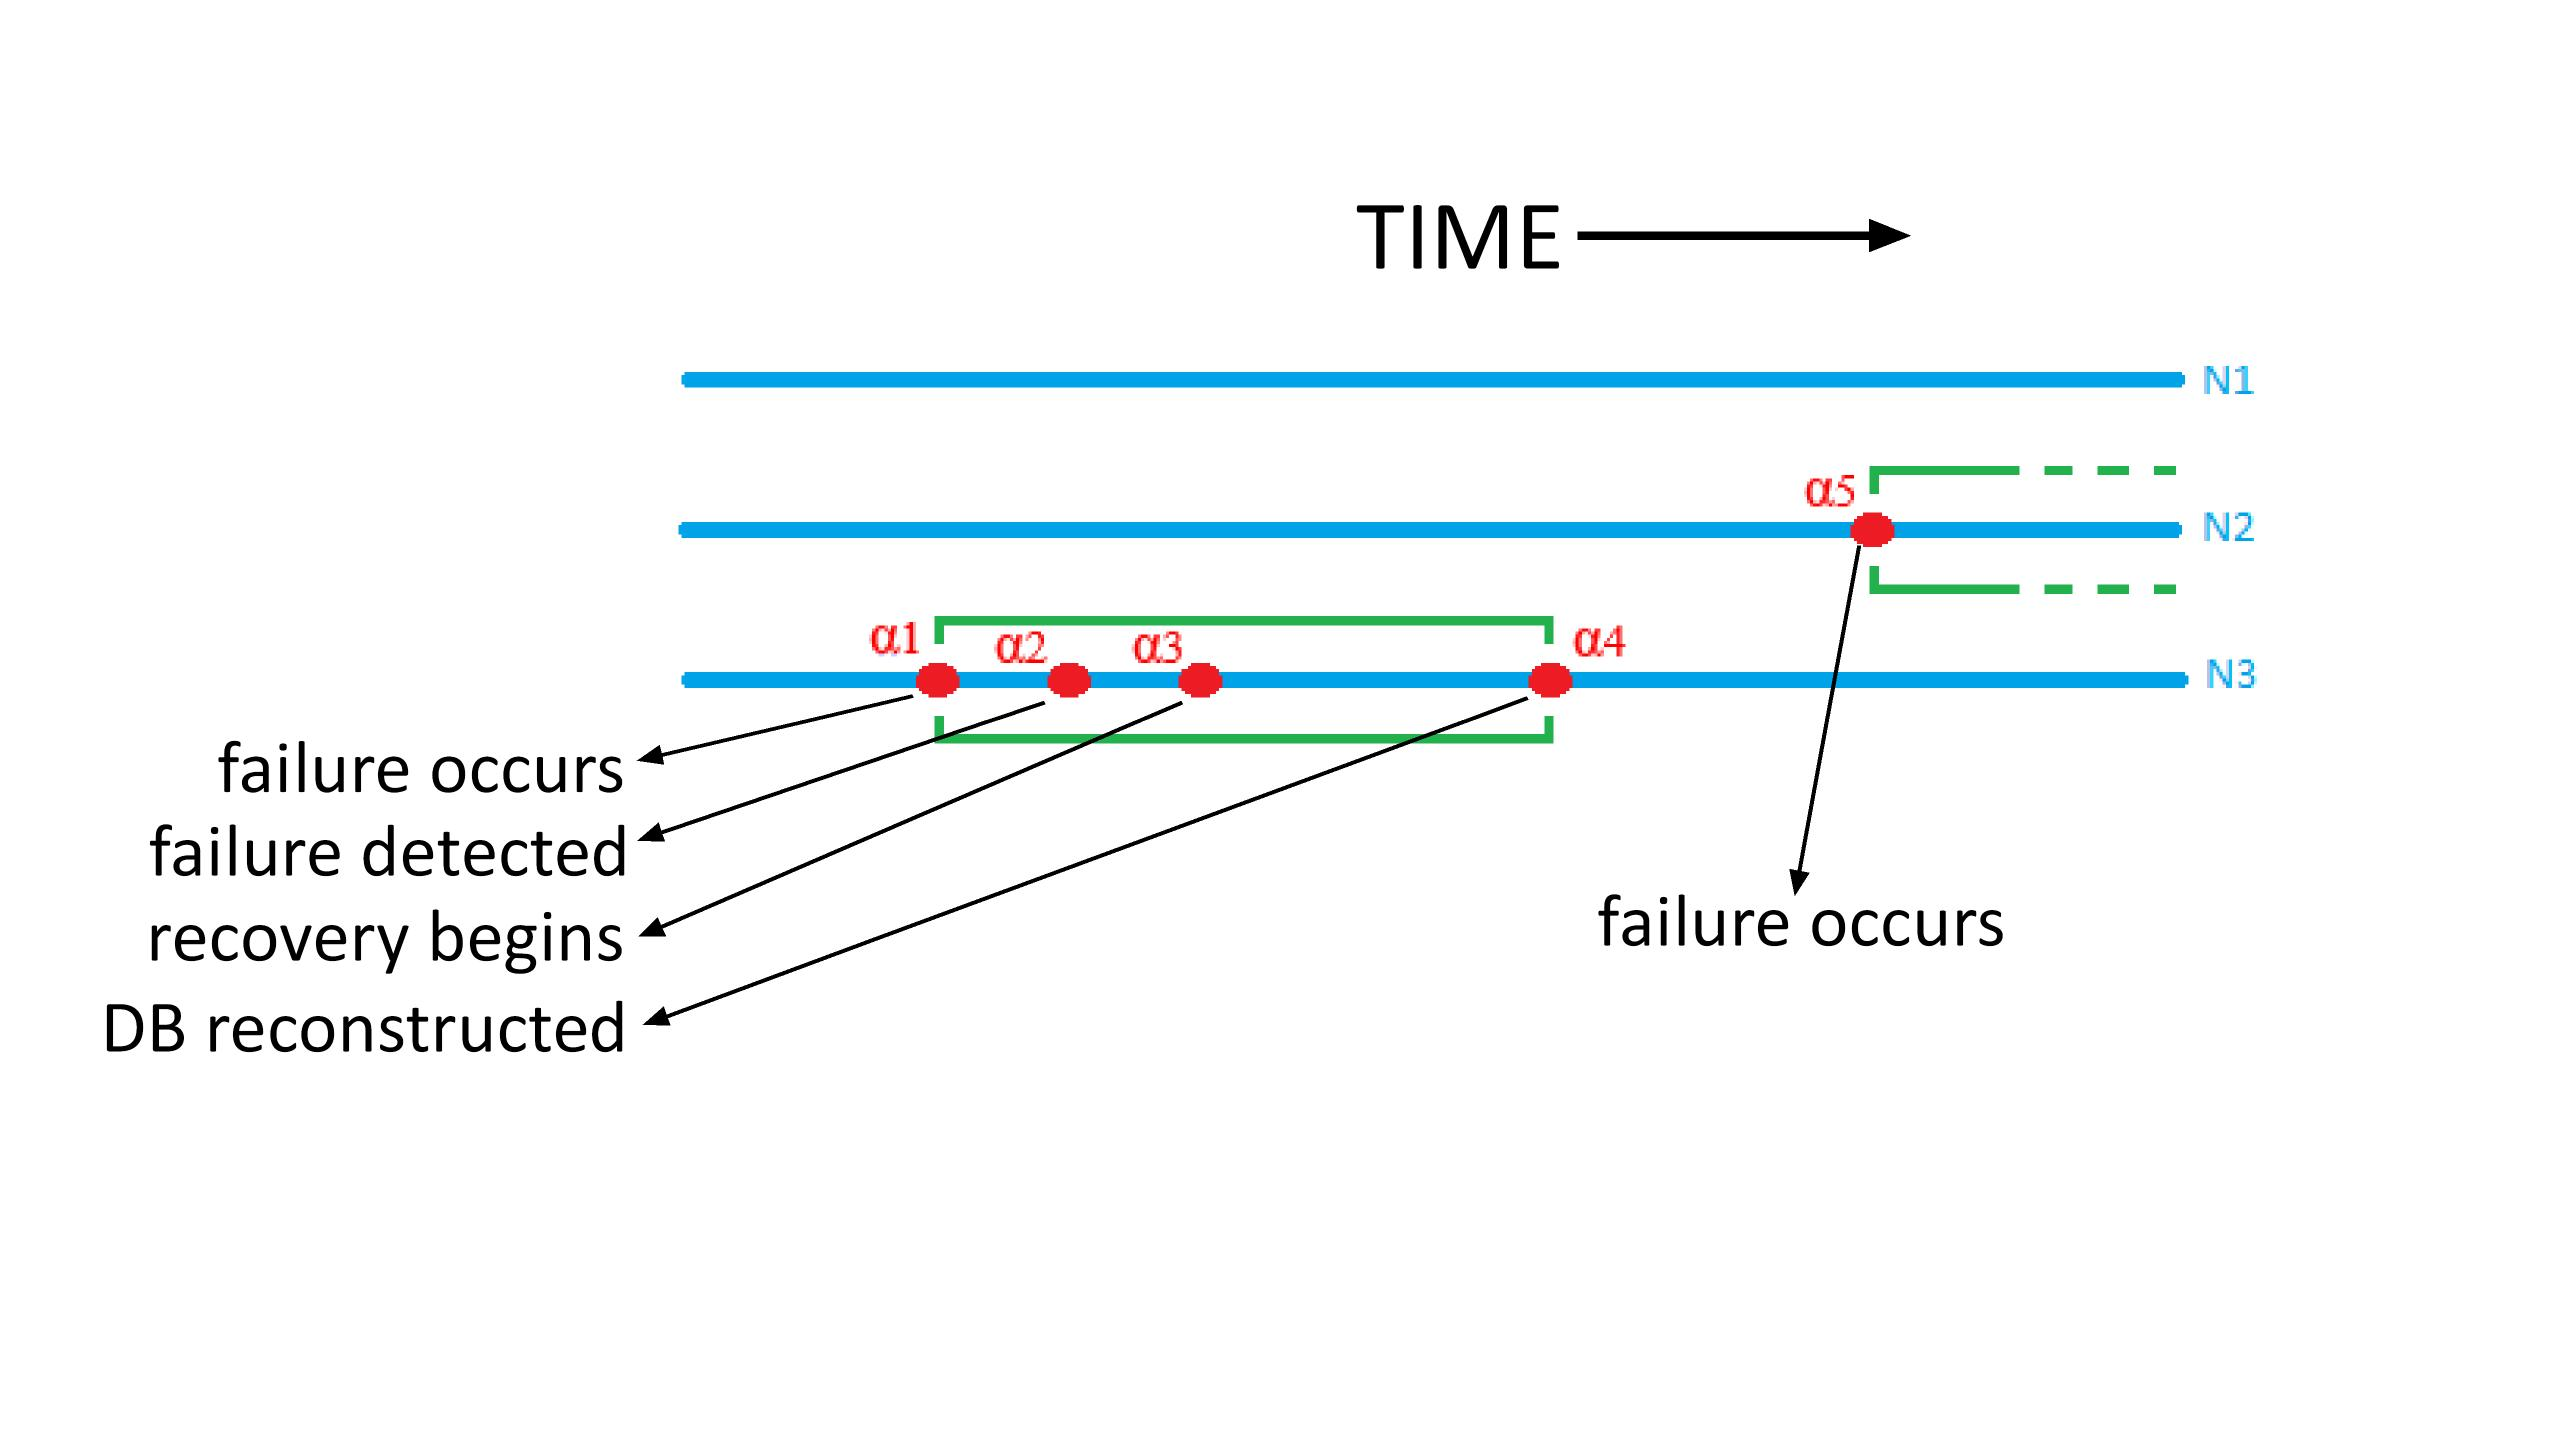 TIME
N1
α5
N2
α1
α2
α3
α4
N3
failure occurs
failure detected
recovery begins
DB reconstructed
failure occurs